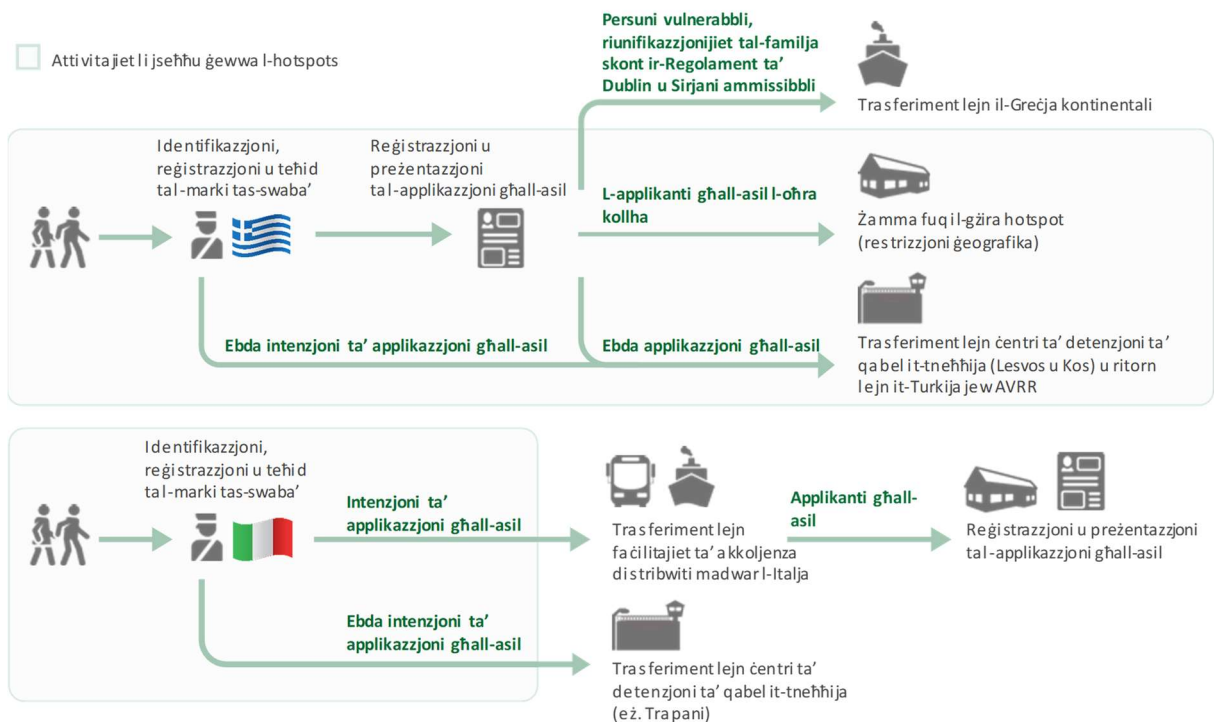 Attivitajiet li jseħħu ġewwa l-hotspots
Persuni vulnerabbli,
riunifikazzjonijiet tal-familja
skont ir-Regolament ta’
Dublin u Sirjani ammissibbli
Trasferiment lejn il-Greċja kontinentali
Identifikazzjoni,
reġistrazzjoni u teħid
tal-marki tas-swaba’
Reġistrazzjoni u
preżentazzjoni
tal-applikazzjoni għall-asil
L-applikanti għall-asil l-oħra
kollha
Żamma fuq il-gżira hotspot
(restrizzjoni ġeografika)
Ebda intenzjoni ta’ applikazzjoni għall-asil
Ebda applikazzjoni għall-asil
Trasferiment lejn ċentri ta’ detenzjoni ta’
qabel it-tneħħija (Lesvos u Kos) u ritorn
lejn it-Turkija jew AVRR
Identifikazzjoni,
reġistrazzjoni u teħid
tal-marki tas-swaba’
Intenzjoni ta’
applikazzjoni għall-asil
Trasferiment lejn
faċilitajiet ta’ akkoljenza
distribwiti madwar l-Italja
Applikanti għall-
asil
Reġistrazzjoni u preżentazzjoni
tal-applikazzjoni għall-asil
Ebda intenzjoni ta’
applikazzjoni għall-asil
Trasferiment lejn ċentri ta’
detenzjoni ta’ qabel it-tneħħija
(eż. Trapani)